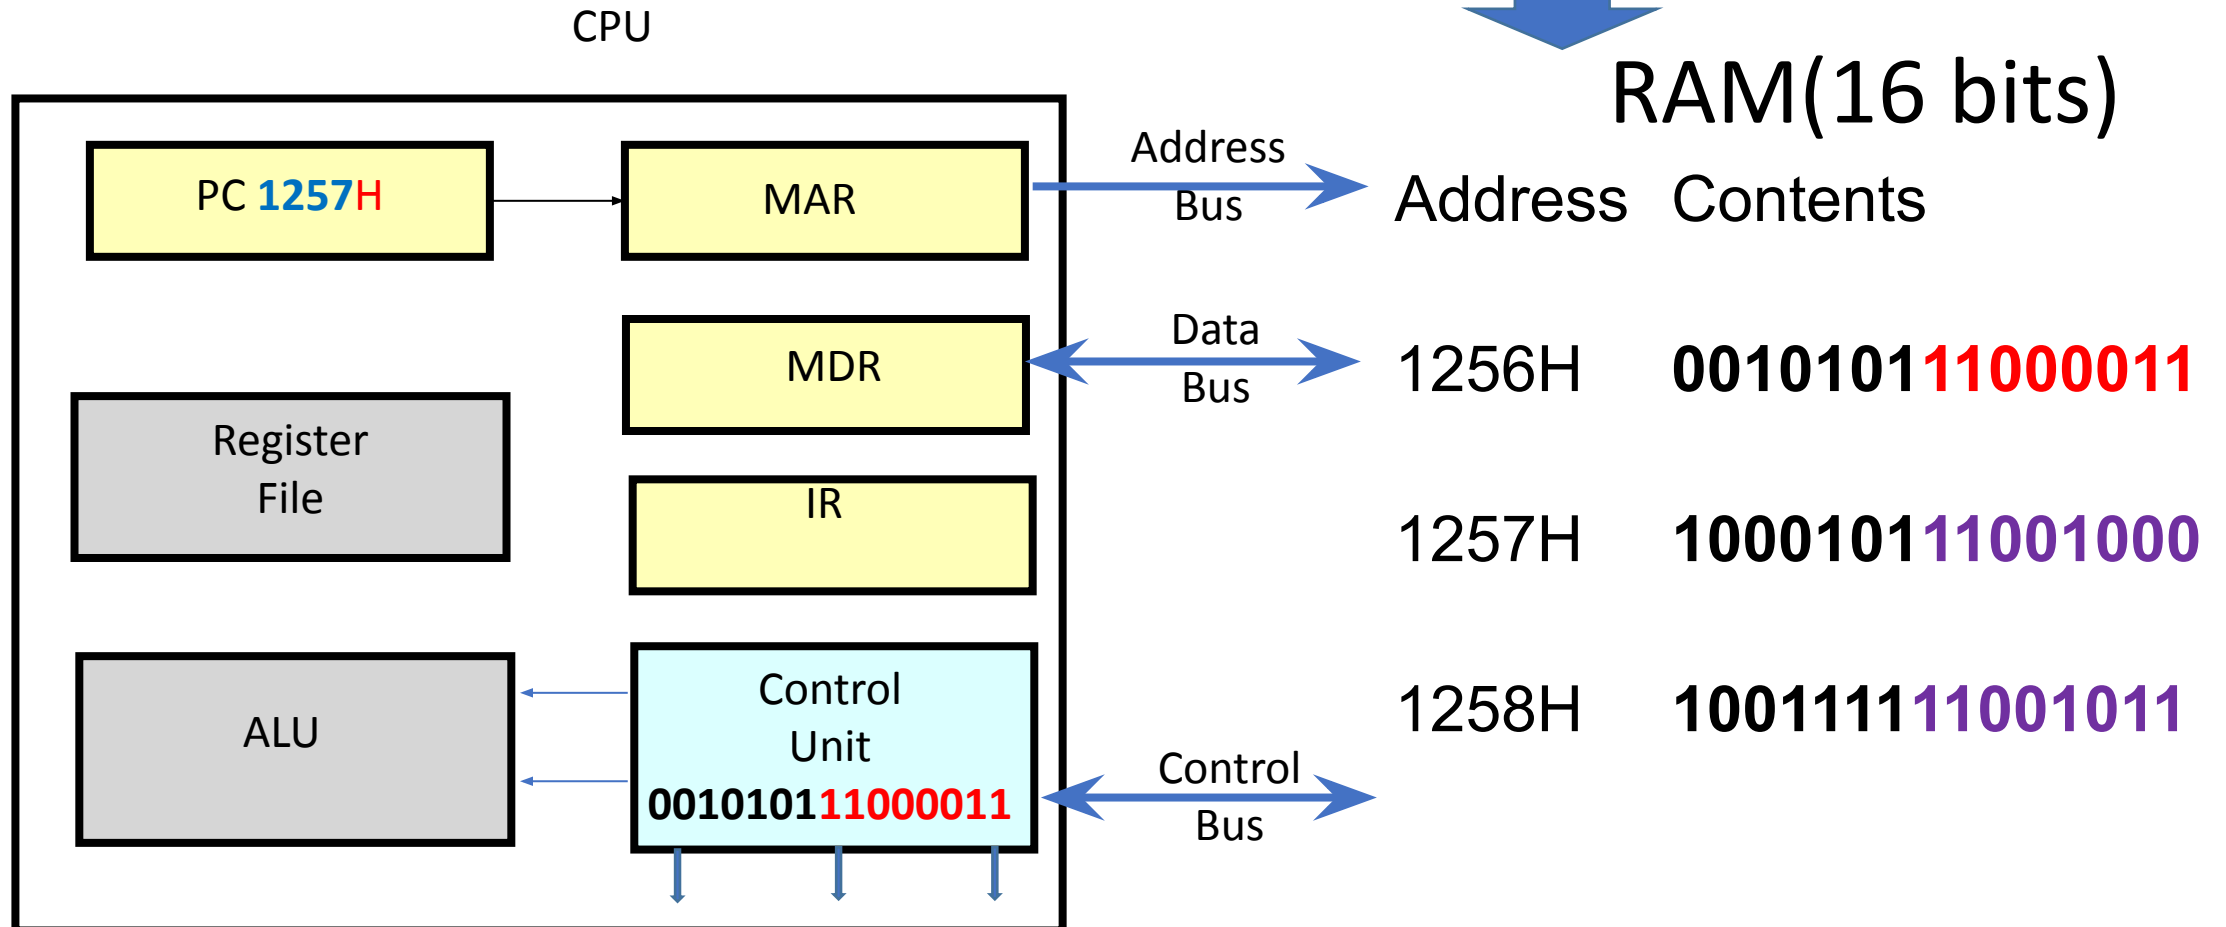 CPU
RAM(16 bits)
PC 1257H
MAR
Address
Bus
Address Contents
MDR
Data
Bus
1256H 001010111000011
Register
File
IR
1257H 100010111001000
ALU
Control
Unit
001010111000011
1258H 100111111001011
Control
Bus